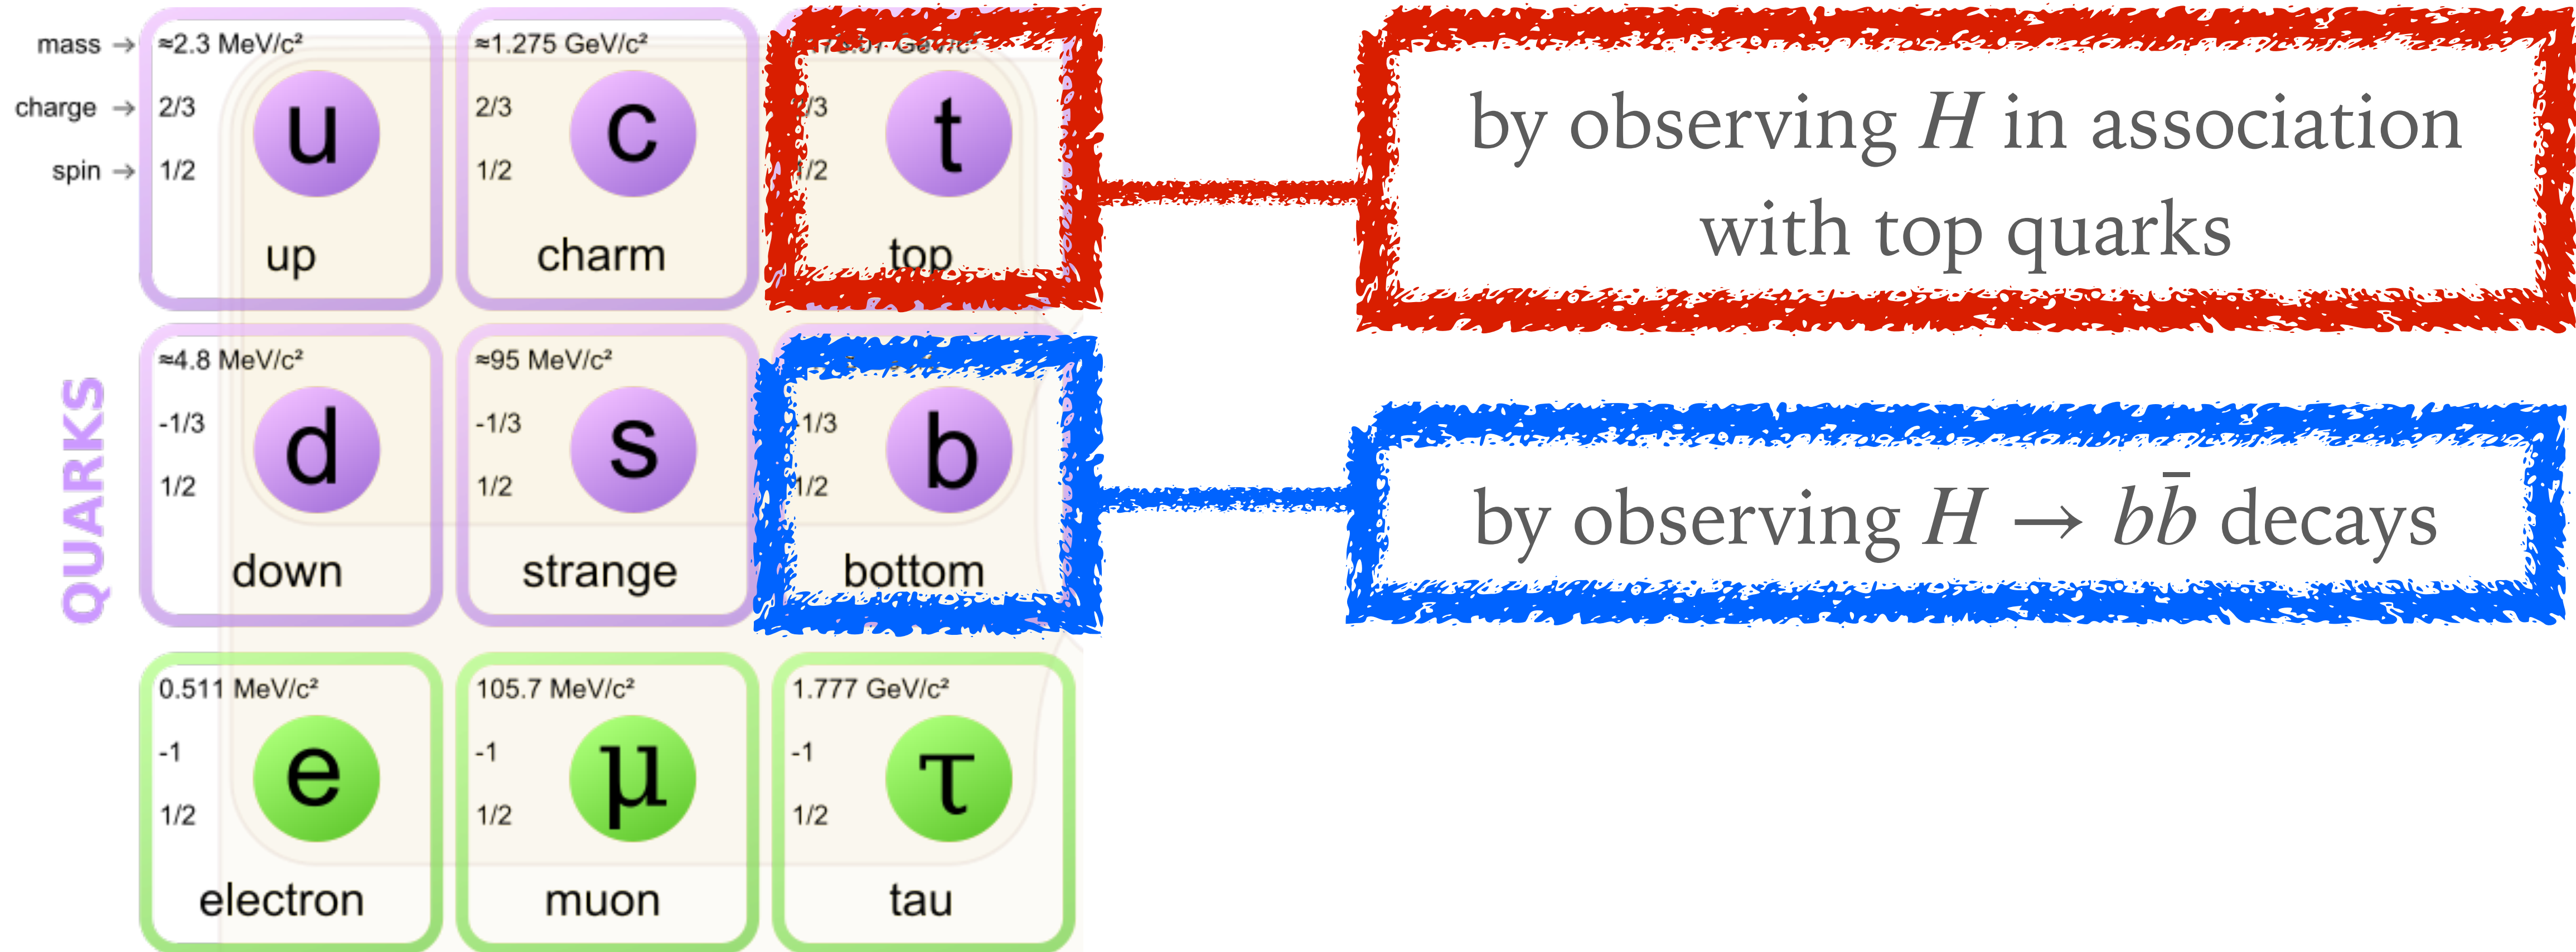 mass → ≈2.3 MeV/c² ≈1.275 GeV/c²
charge → 2/3 2/3 /3
spin → 1/2 1/2 1/2
u c t
up charm top
by observing H in association
with top quarks
QUARKS
≈4.8 MeV/c² ≈95 MeV/c²
-1/3 -1/3 1/3
1/2 1/2 1/2
d s b
down strange bottom
by observing H → b b̄ decays
0.511 MeV/c² 105.7 MeV/c² 1.777 GeV/c²
-1 -1 -1
1/2 1/2 1/2
e μ τ
electron muon tau